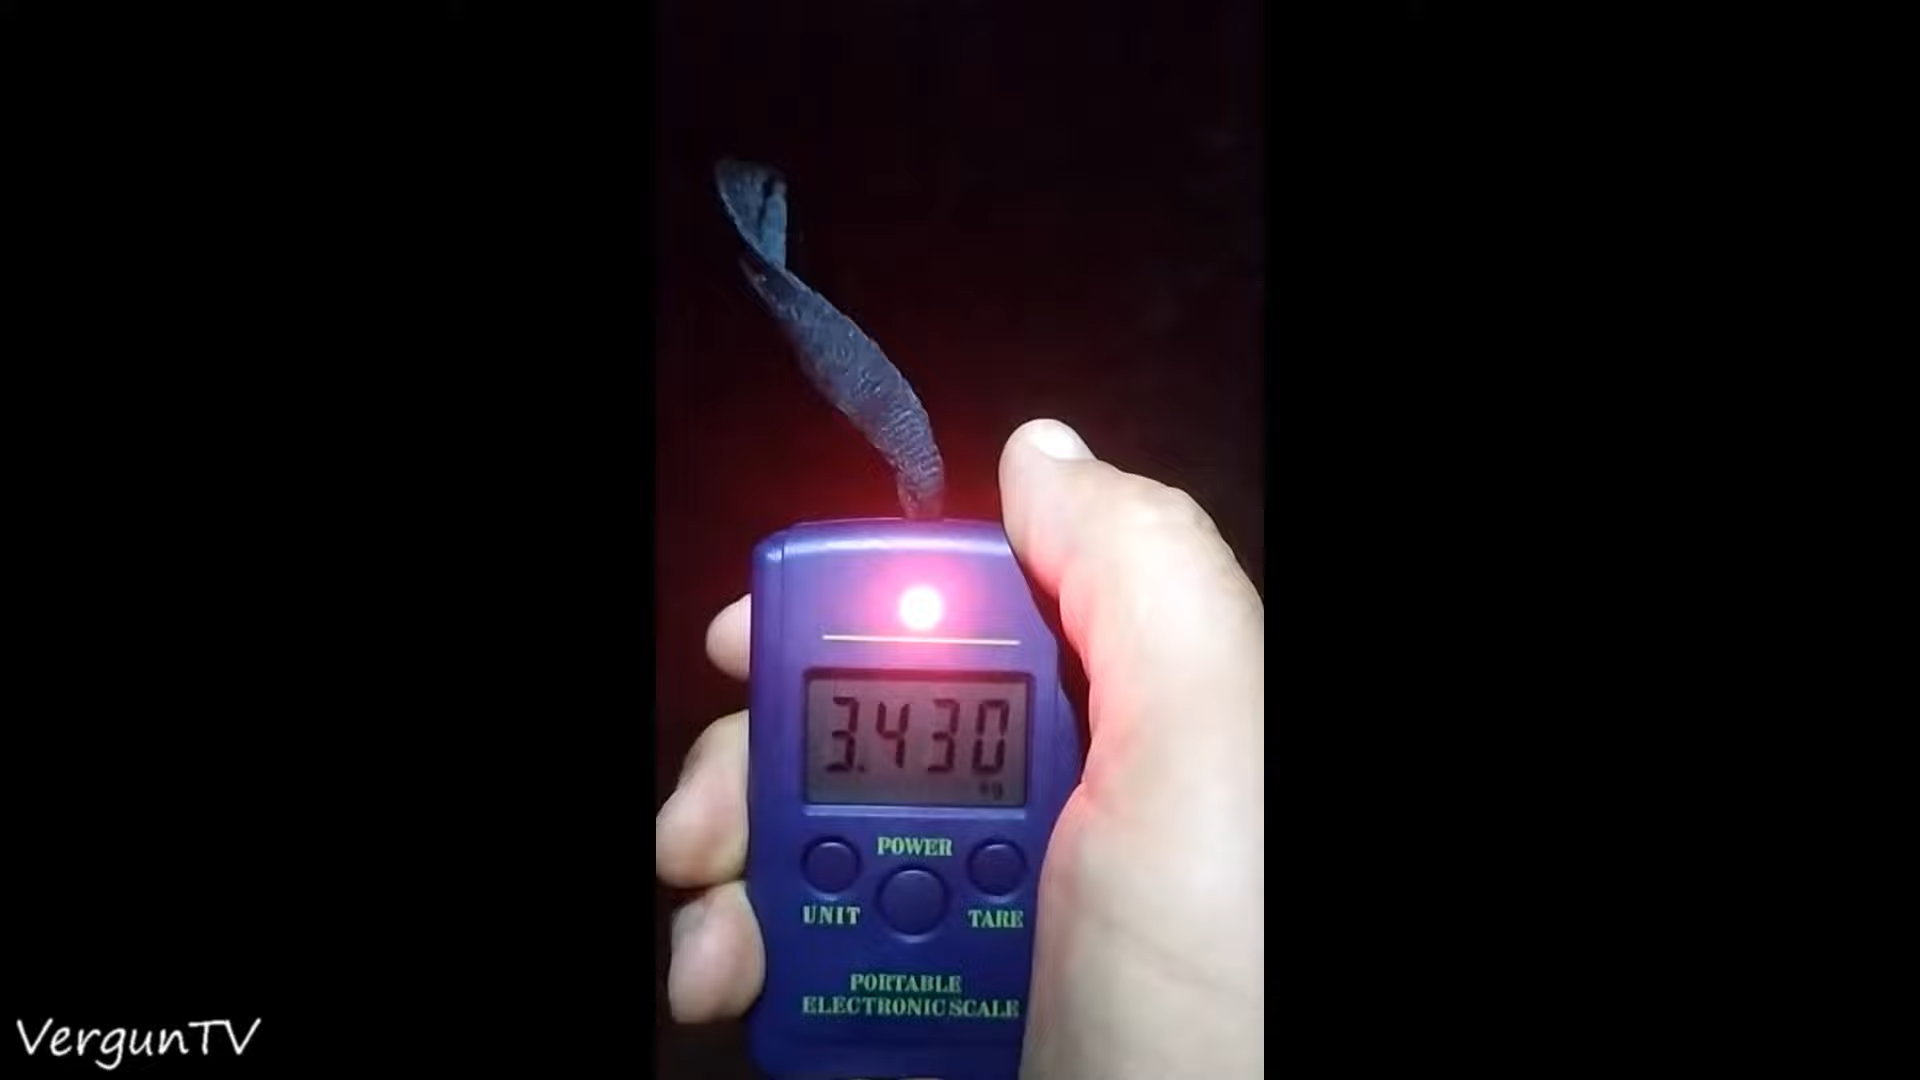 3.430
kg
POWER
UNIT
TARE
PORTABLE
ELECTRONIC SCALE
VergunTV